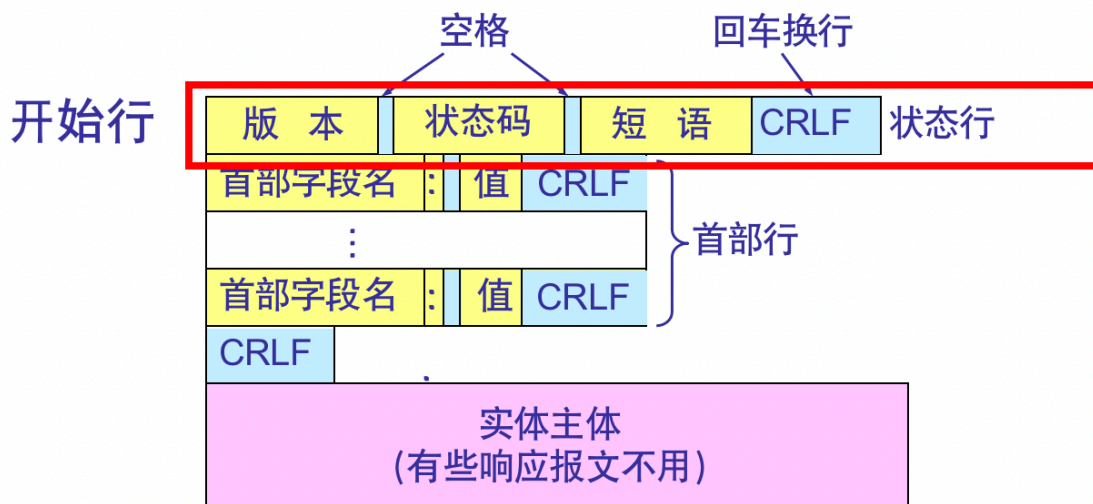 空格 回车换行
开始行 版 本 状态码 短 语 CRLF 状态行
首部字段名 : 值 CRLF
⋮ 首部行
首部字段名 : 值 CRLF
CRLF
实体主体
(有些响应报文不用)